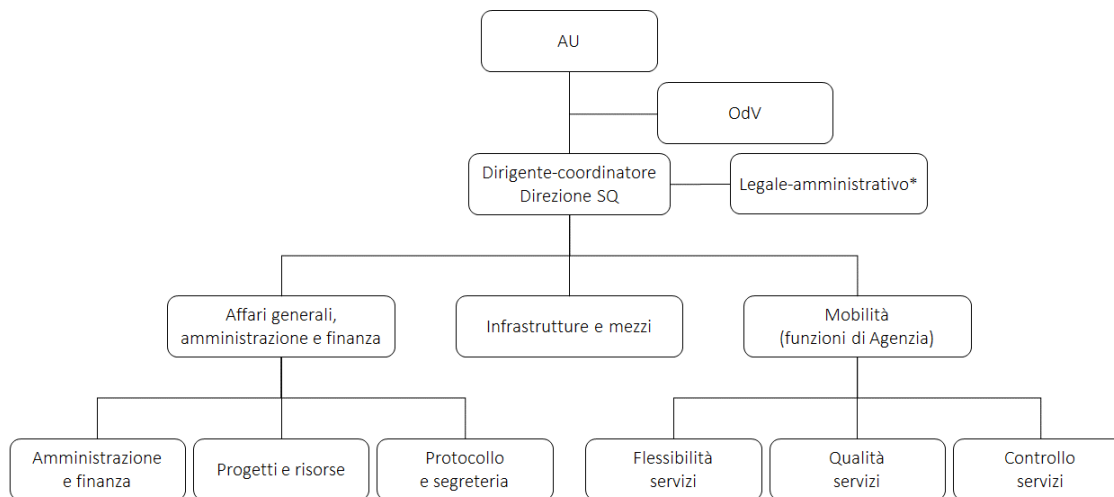 AU
OdV
Dirigente-coordinatore
Direzione SQ
Legale-amministrativo*
Affari generali,
amministrazione e finanza
Infrastrutture e mezzi
Mobilità
(funzioni di Agenzia)
Amministrazione
e finanza
Progetti e risorse
Protocollo
e segreteria
Flessibilità
servizi
Qualità
servizi
Controllo
servizi